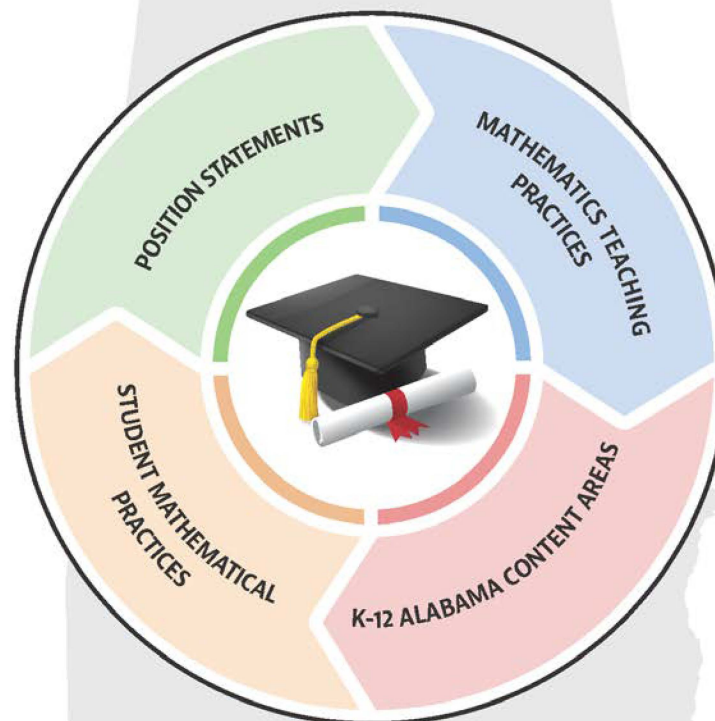 POSITION STATEMENTS
MATHEMATICS TEACHING
PRACTICES
STUDENT MATHEMATICAL
PRACTICES
K-12 ALABAMA CONTENT AREAS